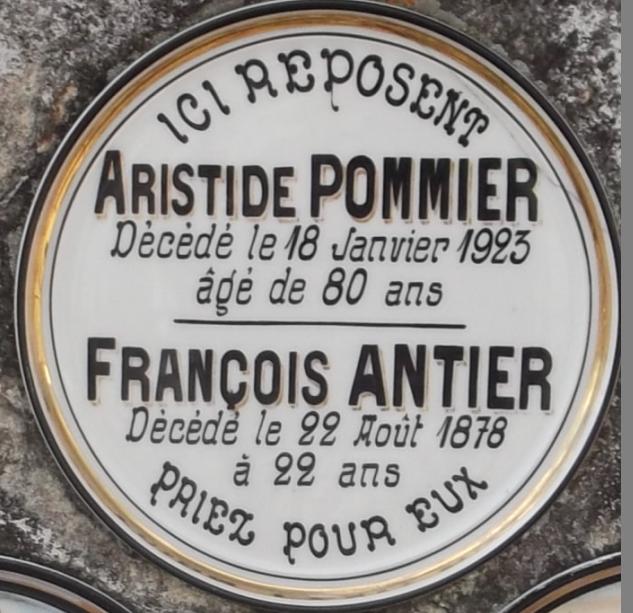 ICI REPOSENT
ARISTIDE POMMIER
Décédé le 18 Janvier 1923
âgé de 80 ans
FRANÇOIS ANTIER
Décédé le 22 Août 1878
à 22 ans
PRIEZ POUR EUX